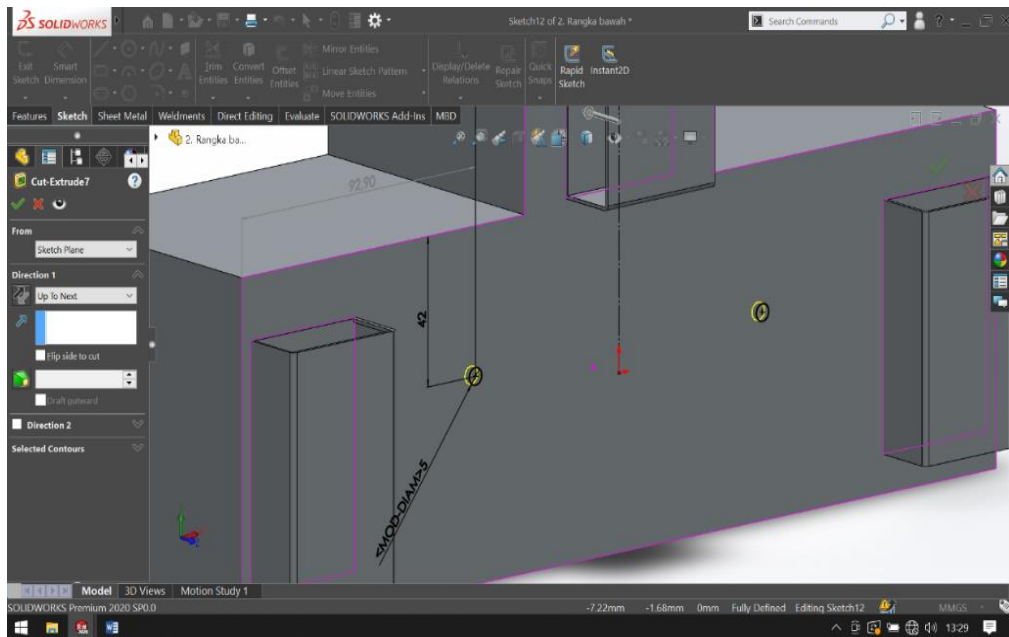 DS SOLIDWORKS
Sketch12 of 2. Rangka bawah *
Search Commands
Exit Sketch
Smart Dimension
Trim Entities
Convert Entities
Offset Entities
Mirror Entities
Linear Sketch Pattern
Move Entities
Display/Delete Relations
Repair Sketch
Quick Snaps
Rapid Sketch
Instant2D
Features Sketch Sheet Metal Weldments Direct Editing Evaluate SOLIDWORKS Add-Ins MBD
2. Rangka ba...
Cut-Extrude7
From
Sketch Plane
Direction 1
Up To Next
Flip side to cut
Draft outward
Direction 2
Selected Contours
92.90
42
<MOD-DIAM>5
Model 3D Views Motion Study 1
SOLIDWORKS Premium 2020 SP0.0
-7.22mm -1.68mm 0mm Fully Defined Editing Sketch12 MMGS
13:29